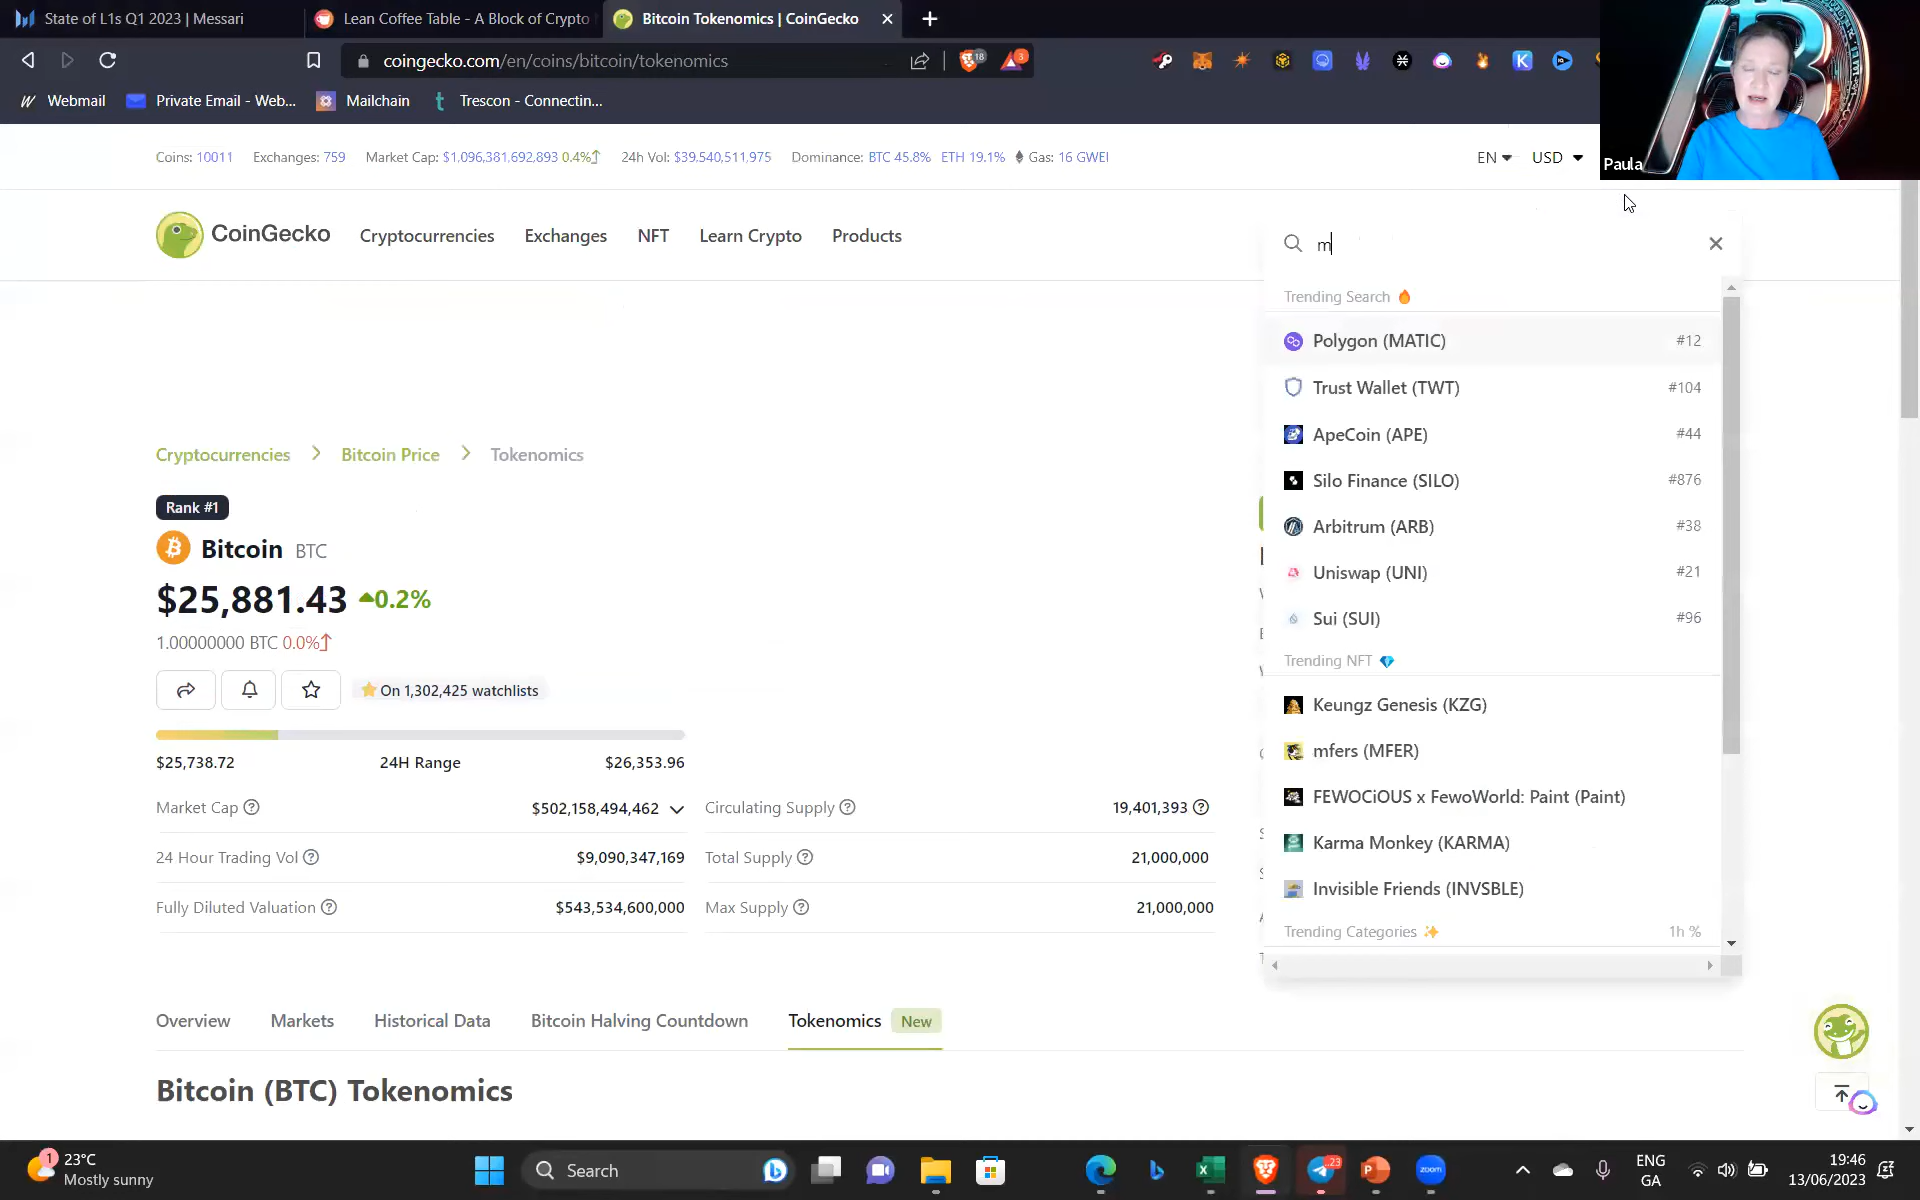 State of L1s Q1 2023 | Messari
Lean Coffee Table - A Block of Crypto
Bitcoin Tokenomics | CoinGecko
coingecko.com/en/coins/bitcoin/tokenomics
18
3
Webmail
Private Email - Web...
Mailchain
Trescon - Connectin...
Paula
Coins: 10011 Exchanges: 759 Market Cap: $1,096,381,692,893 0.4% 24h Vol: $39,540,511,975 Dominance: BTC 45.8% ETH 19.1% Gas: 16 GWEI
EN USD
CoinGecko
Cryptocurrencies Exchanges NFT Learn Crypto Products
m
Trending Search
Polygon (MATIC) #12
Trust Wallet (TWT) #104
ApeCoin (APE) #44
Silo Finance (SILO) #876
Arbitrum (ARB) #38
Uniswap (UNI) #21
Sui (SUI) #96
Trending NFT
Keungz Genesis (KZG)
mfers (MFER)
FEWOCiOUS x FewoWorld: Paint (Paint)
Karma Monkey (KARMA)
Invisible Friends (INVSBLE)
Trending Categories 1h %
Cryptocurrencies > Bitcoin Price > Tokenomics
Rank #1
Bitcoin BTC
$25,881.43 0.2%
1.00000000 BTC 0.0%
On 1,302,425 watchlists
$25,738.72 24H Range $26,353.96
Market Cap $502,158,494,462
Circulating Supply 19,401,393
24 Hour Trading Vol $9,090,347,169
Total Supply 21,000,000
Fully Diluted Valuation $543,534,600,000
Max Supply 21,000,000
Overview Markets Historical Data Bitcoin Halving Countdown Tokenomics New
Bitcoin (BTC) Tokenomics
1
23°C
Mostly sunny
Search
23
zoom
ENG
GA
19:46
13/06/2023